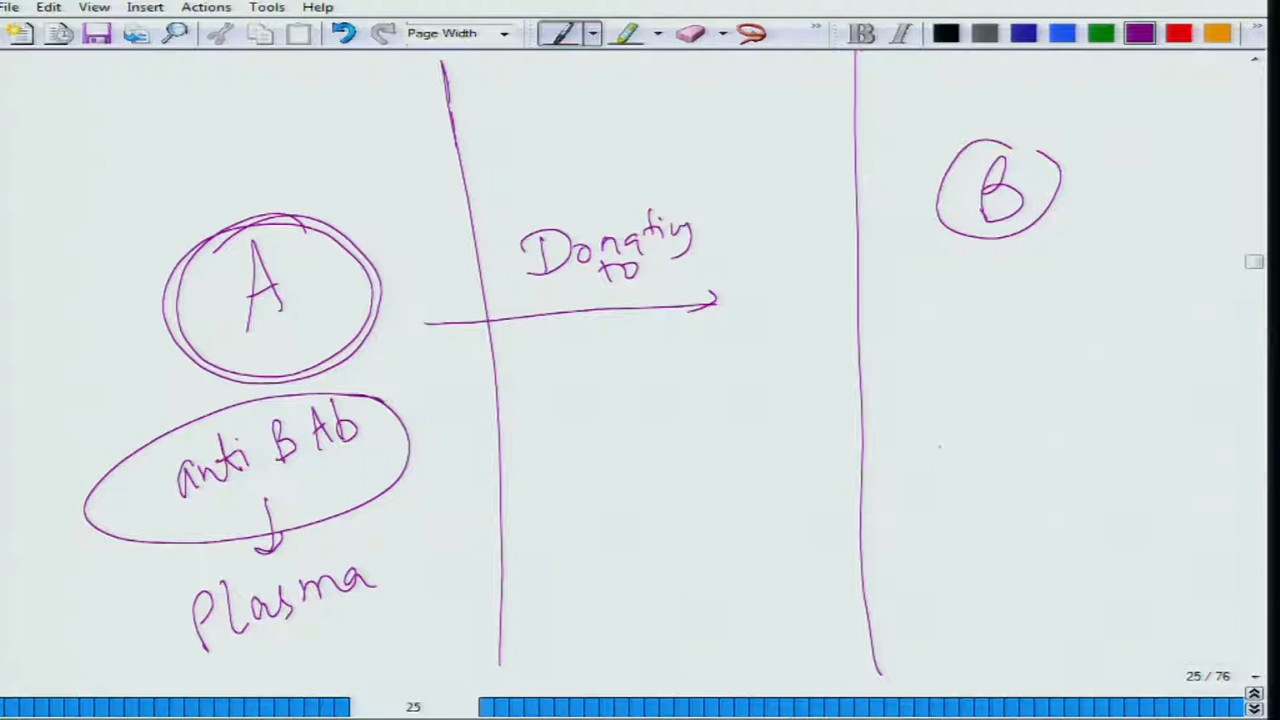 File Edit View Insert Actions Tools Help
Page Width
B I
A
anti B Ab
Plasma
Donating
to
B
25 / 76
25